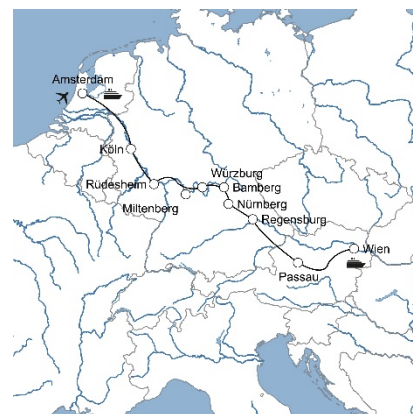 Amsterdam
Köln
Rüdesheim
Miltenberg
Würzburg
Bamberg
Nürnberg
Regensburg
Passau
Wien